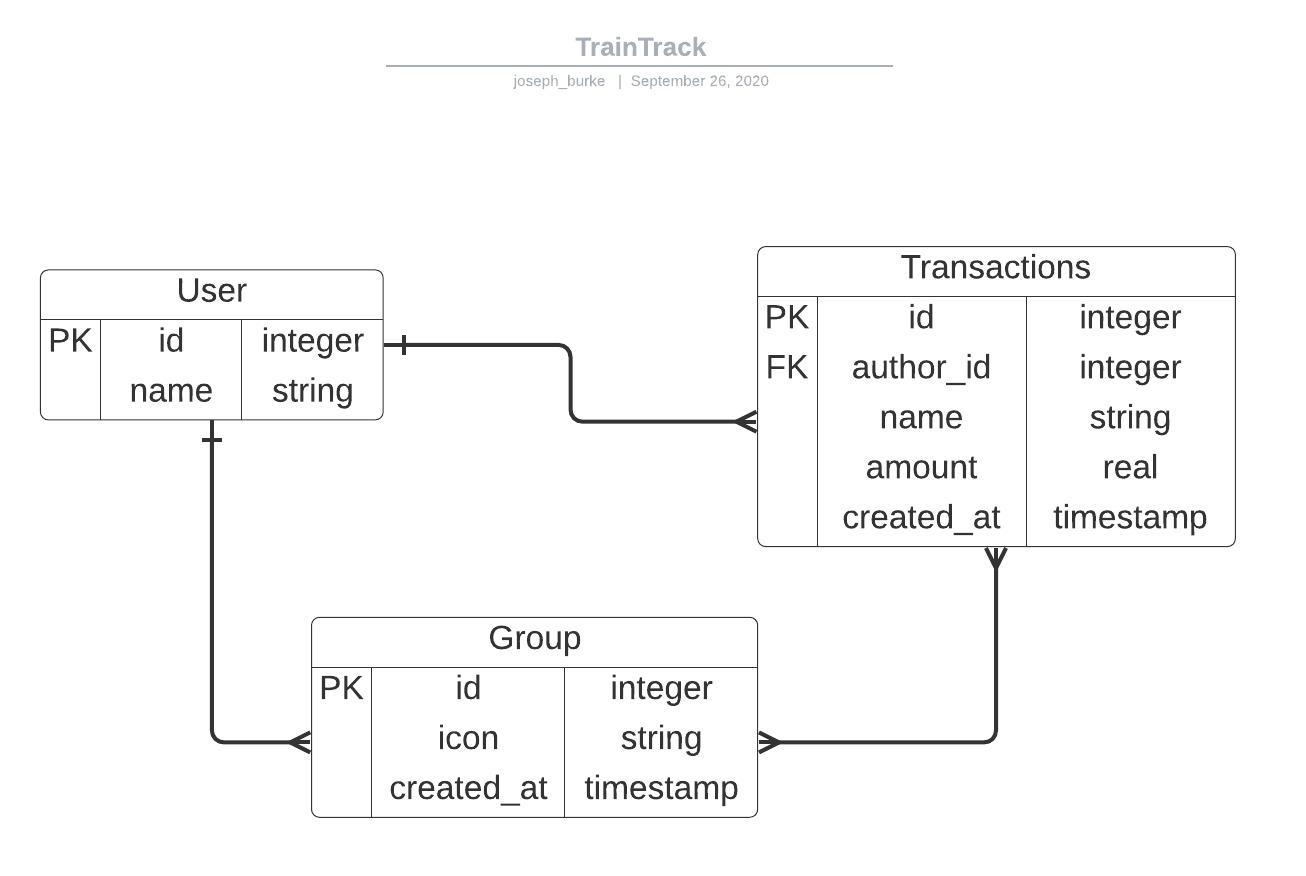 TrainTrack
joseph_burke | September 26, 2020
User
PK id integer
name string
Transactions
PK id integer
FK author_id integer
name string
amount real
created_at timestamp
Group
PK id integer
icon string
created_at timestamp